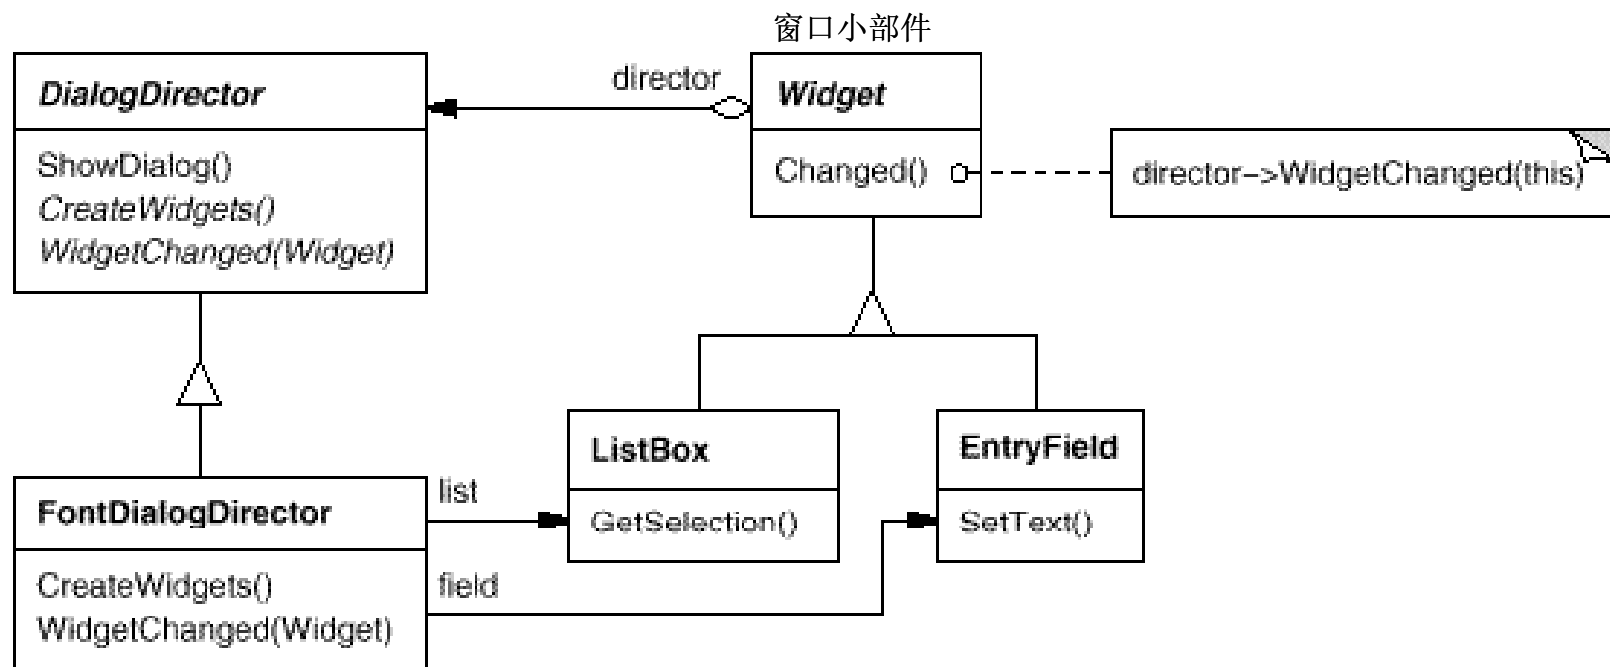 窗口小部件
DialogDirector
director
Widget
ShowDialog()
CreateWidgets()
WidgetChanged(Widget)
Changed()
director->WidgetChanged(this)
ListBox
GetSelection()
EntryField
SetText()
FontDialogDirector
list
CreateWidgets()
WidgetChanged(Widget)
field